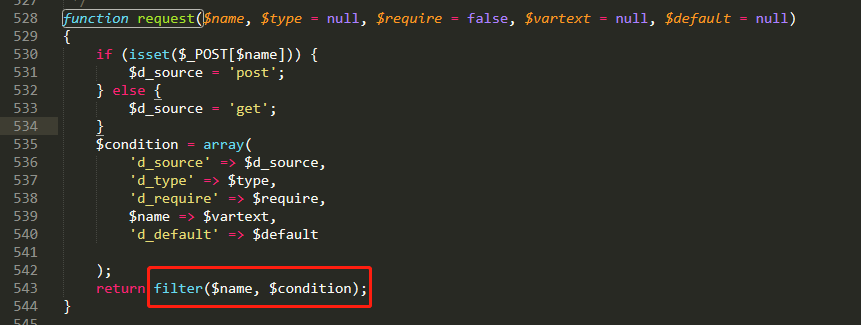 527 */
528 function request($name, $type = null, $require = false, $vartext = null, $default = null)
529 {
530     if (isset($_POST[$name])) {
531         $d_source = 'post';
532     } else {
533         $d_source = 'get';
534     }
535     $condition = array(
536         'd_source' => $d_source,
537         'd_type' => $type,
538         'd_require' => $require,
539         $name => $vartext,
540         'd_default' => $default
541
542     );
543     return filter($name, $condition);
544 }
545